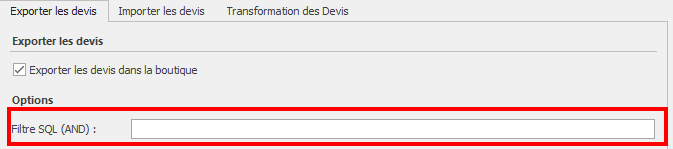 Exporter les devis Importer les devis Transformation des Devis
Exporter les devis
Exporter les devis dans la boutique
Options
Filtre SQL (AND) :